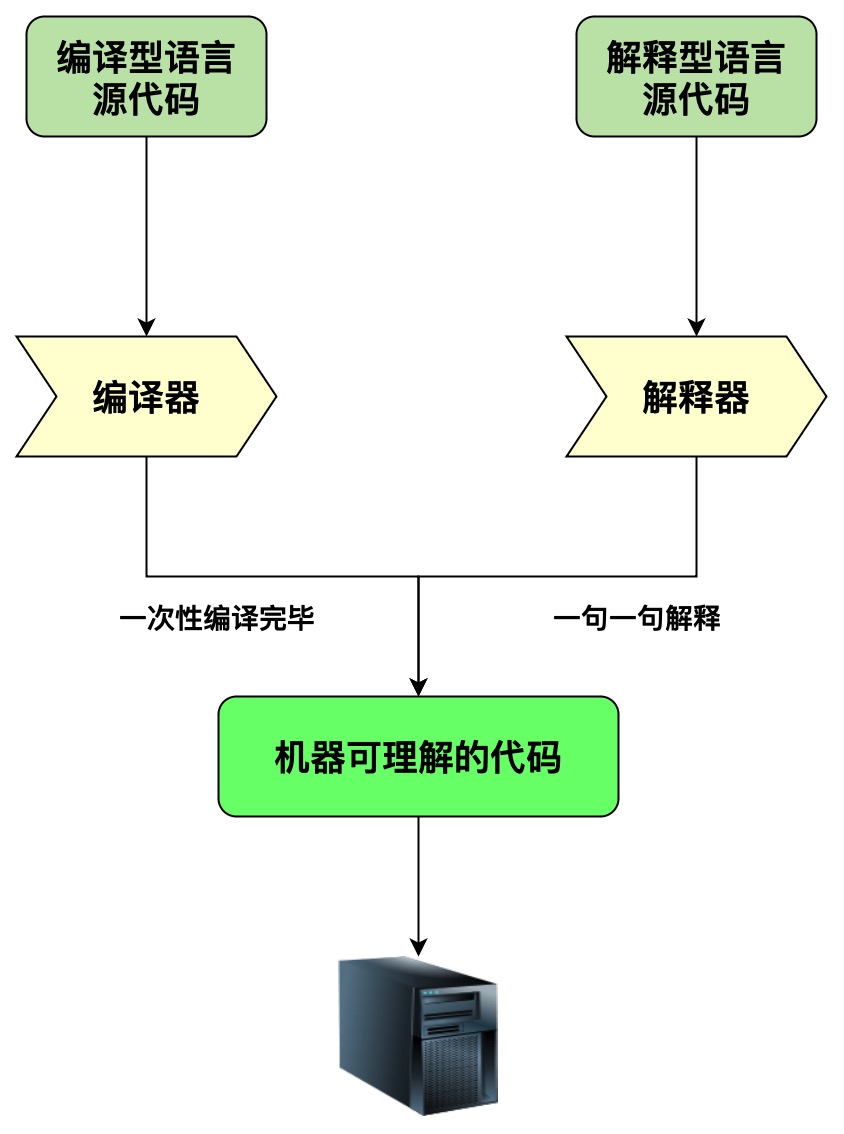 编译型语言
源代码
解释型语言
源代码
编译器
解释器
一次性编译完毕
一句一句解释
机器可理解的代码